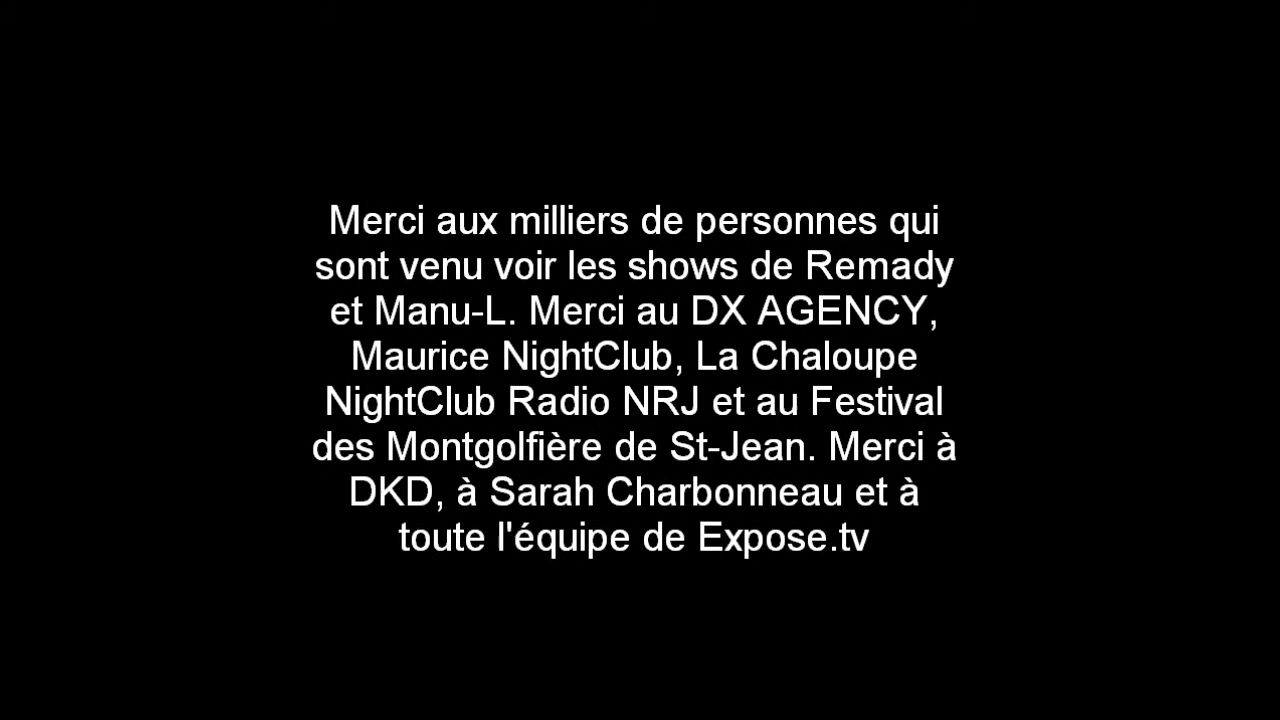 Merci aux milliers de personnes qui
sont venu voir les shows de Remady
et Manu-L. Merci au DX AGENCY,
Maurice NightClub, La Chaloupe
NightClub Radio NRJ et au Festival
des Montgolfière de St-Jean. Merci à
DKD, à Sarah Charbonneau et à
toute l'équipe de Expose.tv